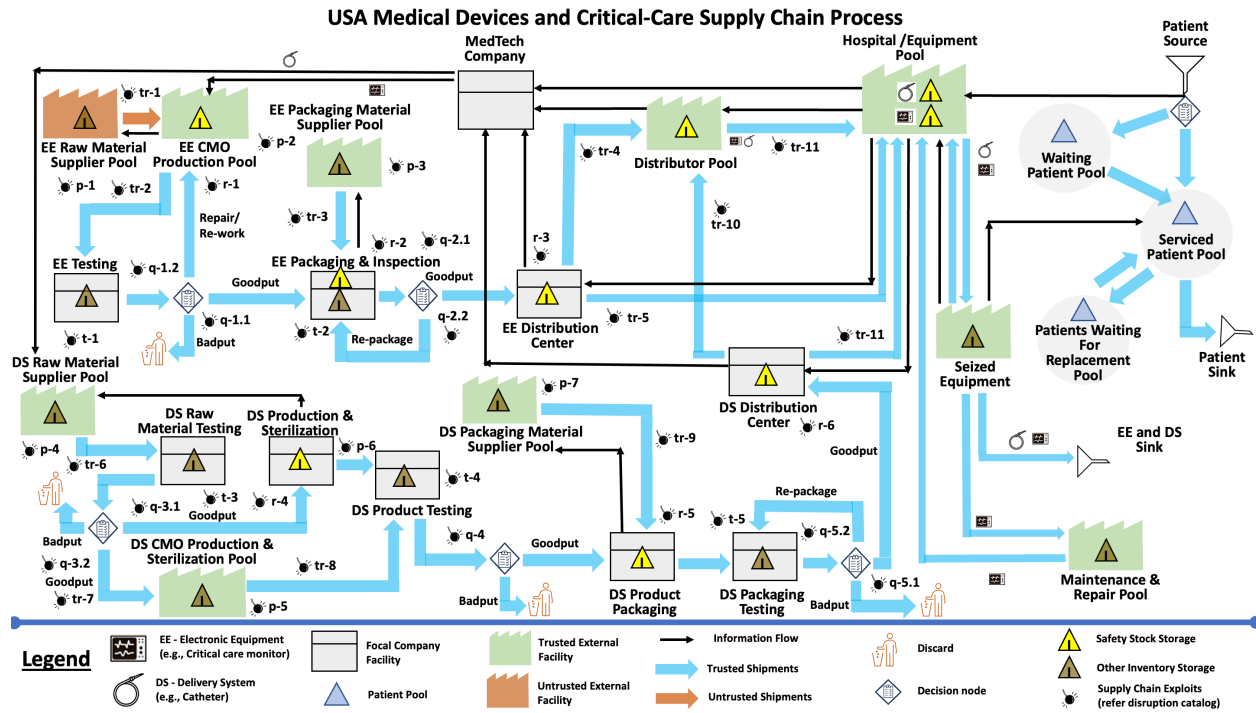 USA Medical Devices and Critical-Care Supply Chain Process
MedTech
Company
Hospital /Equipment
Pool
Patient
Source
tr-1
EE Raw Material
Supplier Pool
EE CMO
Production Pool
p-2
EE Packaging Material
Supplier Pool
p-3
tr-4
Distributor Pool
tr-11
Waiting
Patient Pool
p-1
tr-2
r-1
Repair/
Re-work
tr-3
r-2
q-2.1
r-3
tr-10
Serviced
Patient Pool
EE Testing
q-1.2
Goodput
EE Packaging & Inspection
Goodput
q-1.1
t-1
Badput
t-2
Re-package
q-2.2
EE Distribution
Center
tr-5
tr-11
Seized
Equipment
Patients Waiting
For
Replacement
Pool
Patient
Sink
DS Raw Material
Supplier Pool
DS Raw
Material Testing
DS Production &
Sterilization
p-7
DS Packaging Material
Supplier Pool
DS Distribution
Center
r-6
p-4
tr-6
p-6
t-4
tr-9
Goodput
EE and DS
Sink
q-3.1
t-3
r-4
Goodput
DS Product Testing
Badput
q-3.2
Goodput
tr-7
DS CMO Production &
Sterilization Pool
tr-8
p-5
q-4
Goodput
Badput
r-5
t-5
Re-package
q-5.2
q-5.1
DS Product
Packaging
DS Packaging
Testing
Badput
Maintenance &
Repair Pool
Legend
EE - Electronic Equipment
(e.g., Critical care monitor)
DS - Delivery System
(e.g., Catheter)
Focal Company
Facility
Patient Pool
Trusted External
Facility
Untrusted External
Facility
Information Flow
Trusted Shipments
Untrusted Shipments
Discard
Decision node
Safety Stock Storage
Other Inventory Storage
Supply Chain Exploits
(refer disruption catalog)